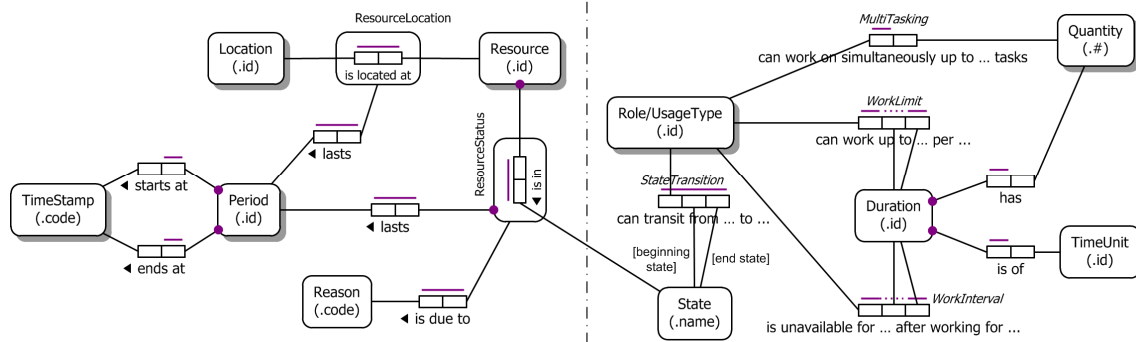 ResourceLocation
Location
(.id)
is located at
Resource
(.id)
◄ lasts
ResourceStatus
◄ is in
TimeStamp
(.code)
◄ starts at
◄ ends at
Period
(.id)
◄ lasts
Reason
(.code)
◄ is due to
MultiTasking
can work on simultaneously up to ... tasks
Quantity
(.#)
Role/UsageType
(.id)
WorkLimit
can work up to ... per ...
StateTransition
can transit from ... to ...
[beginning
state]
[end state]
State
(.name)
Duration
(.id)
has
is of
TimeUnit
(.id)
WorkInterval
is unavailable for ... after working for ...